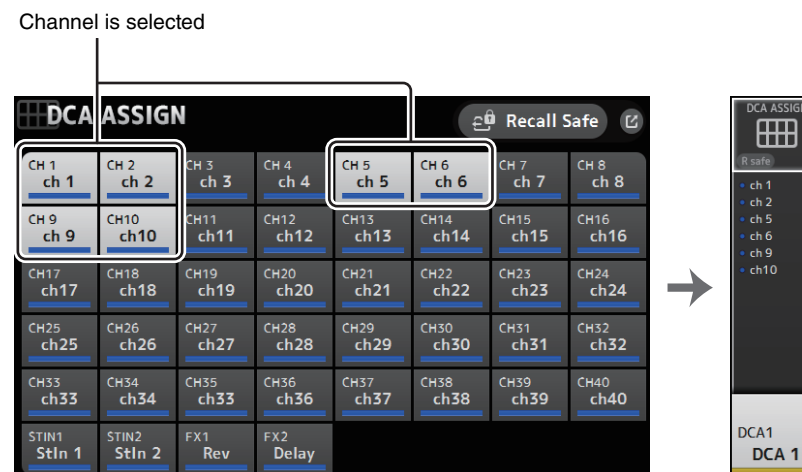 Channel is selected
DCA ASSIGN
Recall Safe
CH 1 CH 2 CH 3 CH 4 CH 5 CH 6 CH 7 CH 8
ch 1 ch 2 ch 3 ch 4 ch 5 ch 6 ch 7 ch 8
CH 9 CH10 CH11 CH12 CH13 CH14 CH15 CH16
ch 9 ch10 ch11 ch12 ch13 ch14 ch15 ch16
CH17 CH18 CH19 CH20 CH21 CH22 CH23 CH24
ch17 ch18 ch19 ch20 ch21 ch22 ch23 ch24
CH25 CH26 CH27 CH28 CH29 CH30 CH31 CH32
ch25 ch26 ch27 ch28 ch29 ch30 ch31 ch32
CH33 CH34 CH35 CH36 CH37 CH38 CH39 CH40
ch33 ch34 ch33 ch36 ch37 ch38 ch39 ch40
STIN1 STIN2 FX1 FX2
StIn 1 StIn 2 Rev Delay
DCA ASSIG
R safe
ch 1
ch 2
ch 5
ch 6
ch 9
ch10
DCA1
DCA 1